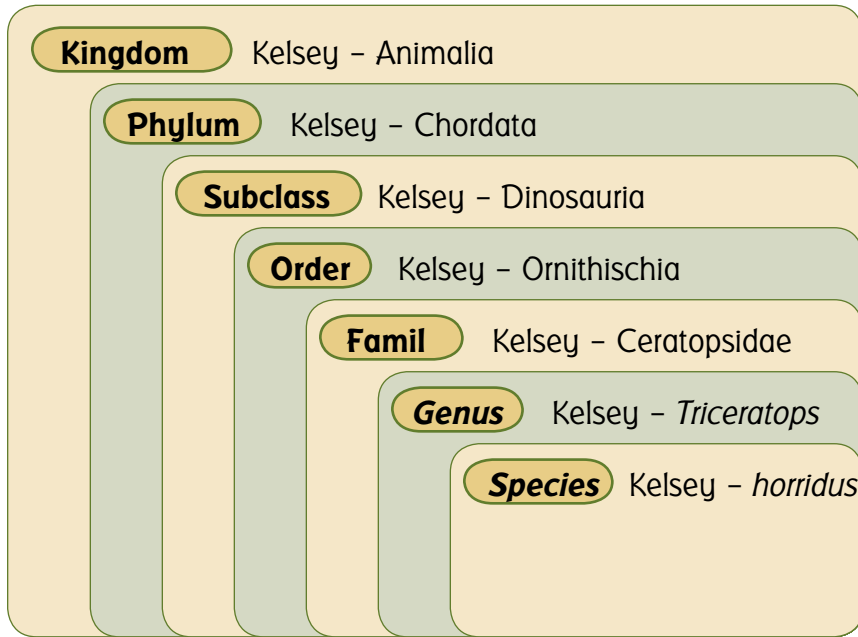 Kingdom Kelsey – Animalia
Phylum Kelsey – Chordata
Subclass Kelsey – Dinosauria
Order Kelsey – Ornithischia
Famil Kelsey – Ceratopsidae
Genus Kelsey – Triceratops
Species Kelsey – horridus